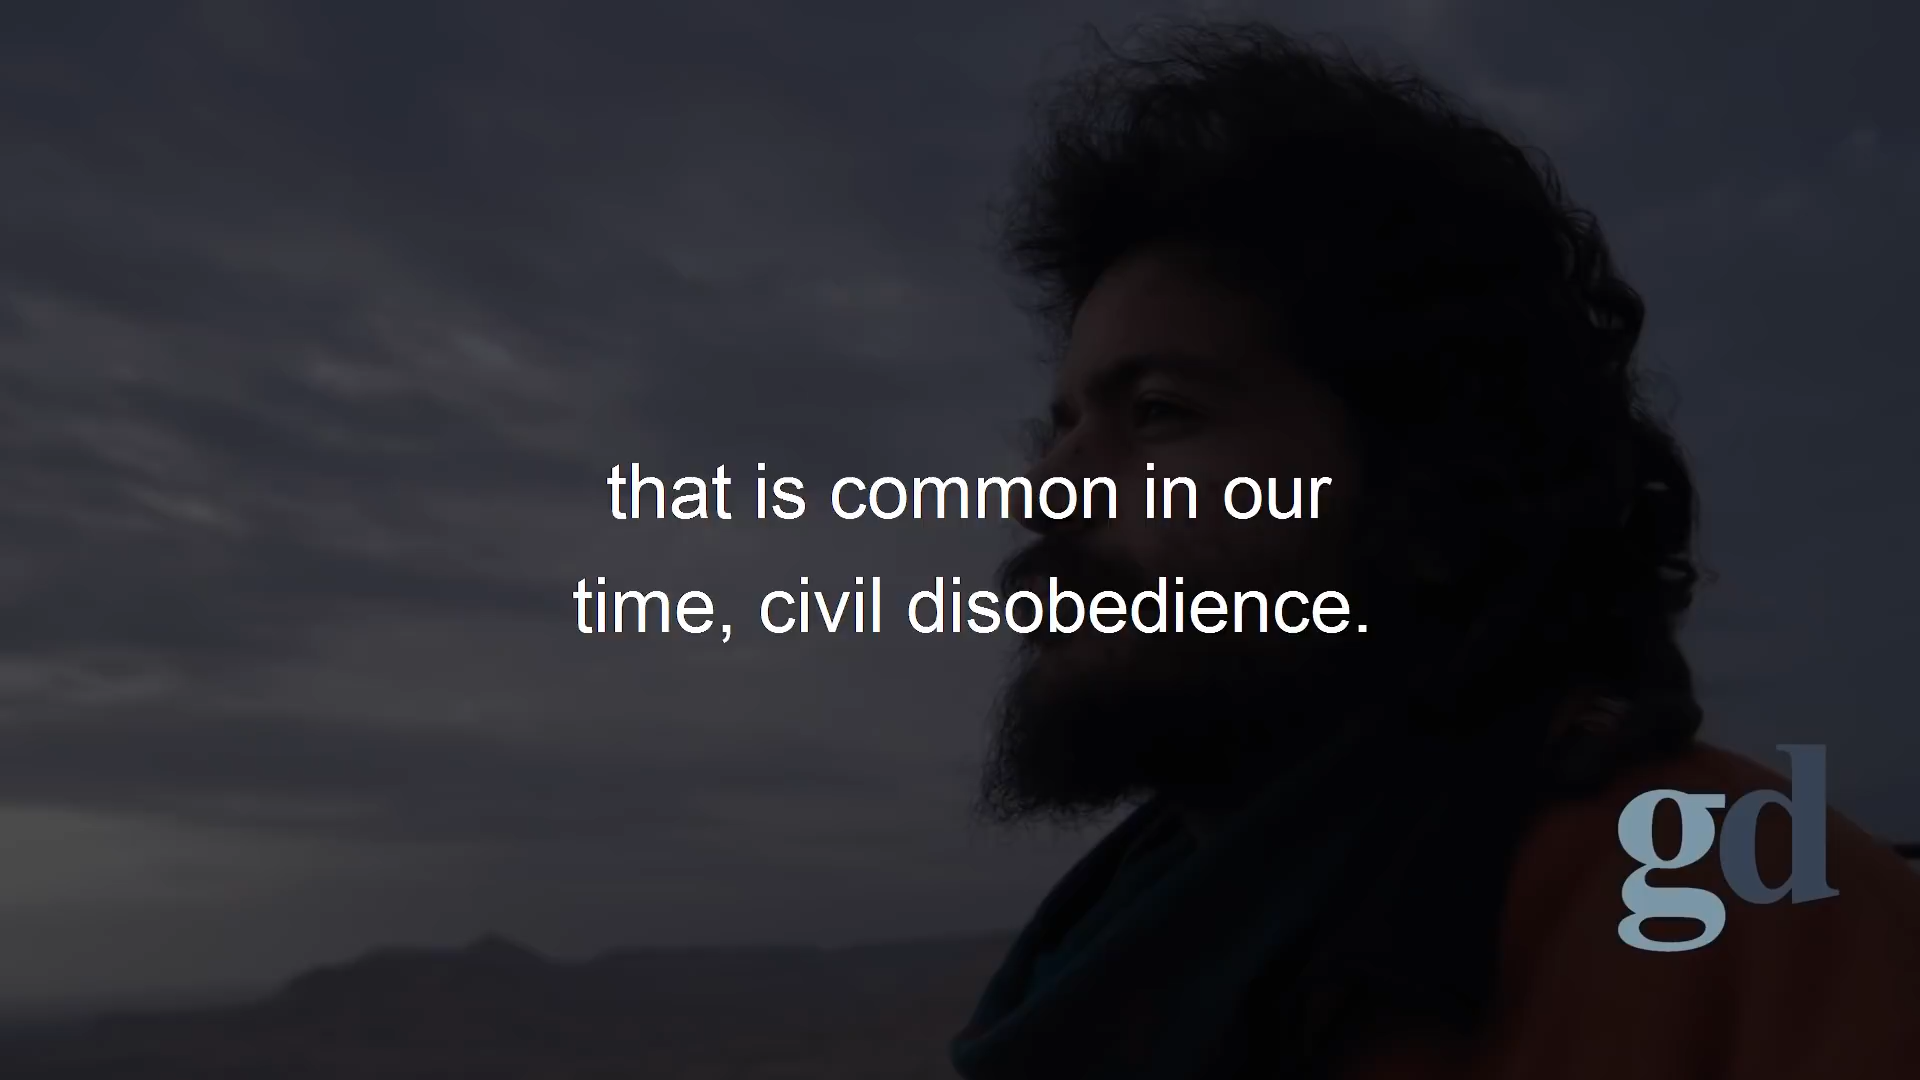 that is common in our
time, civil disobedience.
gd